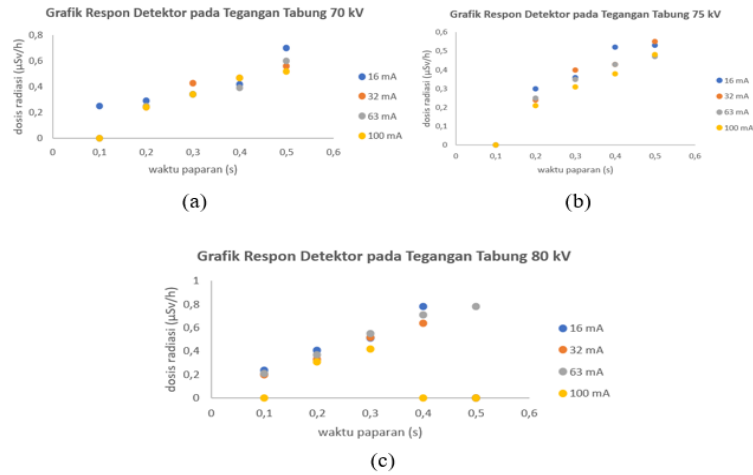 Grafik Respon Detektor pada Tegangan Tabung 70 kV
dosis radiasi (µSv/h)
0,8
0,6
0,4
0,2
0
0 0,1 0,2 0,3 0,4 0,5 0,6
waktu paparan (s)
16 mA
32 mA
63 mA
100 mA
(a)
Grafik Respon Detektor pada Tegangan Tabung 75 kV
dosis radiasi (µSv/h)
0,6
0,5
0,4
0,3
0,2
0,1
0
0 0,1 0,2 0,3 0,4 0,5 0,6
waktu paparan (s)
16 mA
32 mA
63 mA
100 mA
(b)
Grafik Respon Detektor pada Tegangan Tabung 80 kV
dosis radiasi (µSv/h)
1
0,8
0,6
0,4
0,2
0
0 0,1 0,2 0,3 0,4 0,5 0,6
waktu paparan (s)
16 mA
32 mA
63 mA
100 mA
(c)